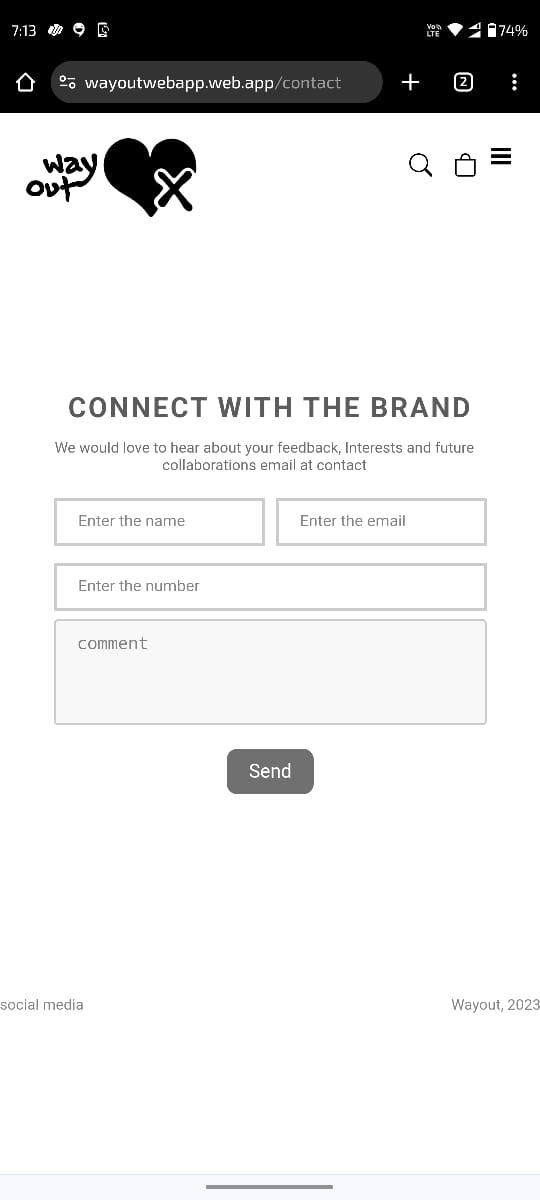 7:13
Vo))
LTE
74%
wayoutwebapp.web.app/contact
2
way
out
X
CONNECT WITH THE BRAND
We would love to hear about your feedback, Interests and future
collaborations email at contact
Enter the name
Enter the email
Enter the number
comment
Send
social media
Wayout, 2023